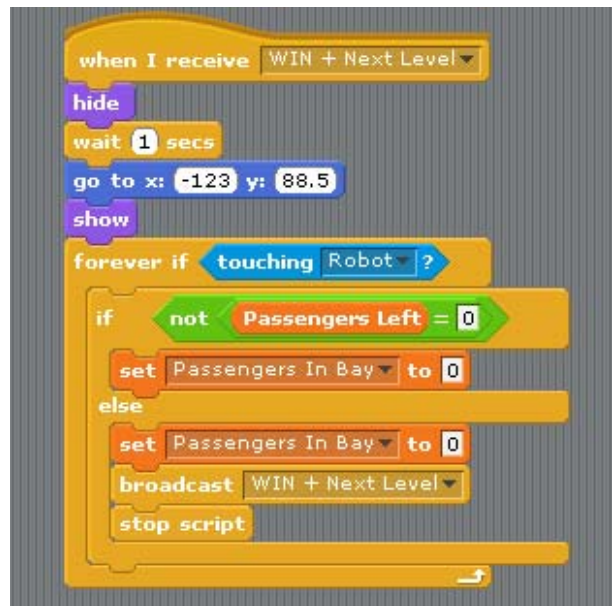 when I receive WIN + Next Level
hide
wait 1 secs
go to x: -123 y: 88.5
show
forever if touching Robot ?
if not Passengers Left = 0
set Passengers In Bay to 0
else
set Passengers In Bay to 0
broadcast WIN + Next Level
stop script